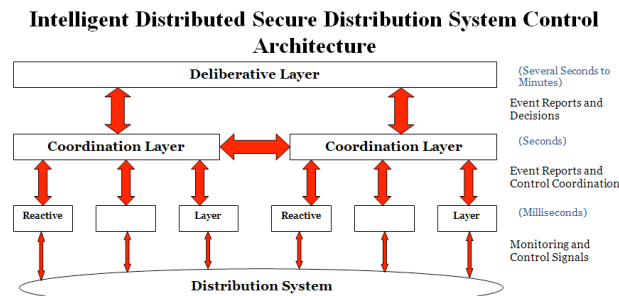 Intelligent Distributed Secure Distribution System Control
Architecture
Deliberative Layer
(Several Seconds to
Minutes)
Event Reports and
Decisions
Coordination Layer
Coordination Layer
(Seconds)
Event Reports and
Control Coordination
Reactive
Layer
Reactive
Layer
(Milliseconds)
Monitoring and
Control Signals
Distribution System